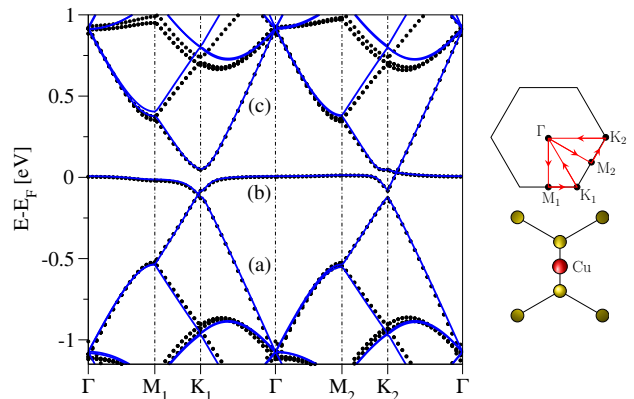 E-E_F [eV]
1
0.5
0
-0.5
-1
(c)
(b)
(a)
Γ M_1 K_1 Γ M_2 K_2 Γ
Γ
K_2
M_2
M_1 K_1
Cu